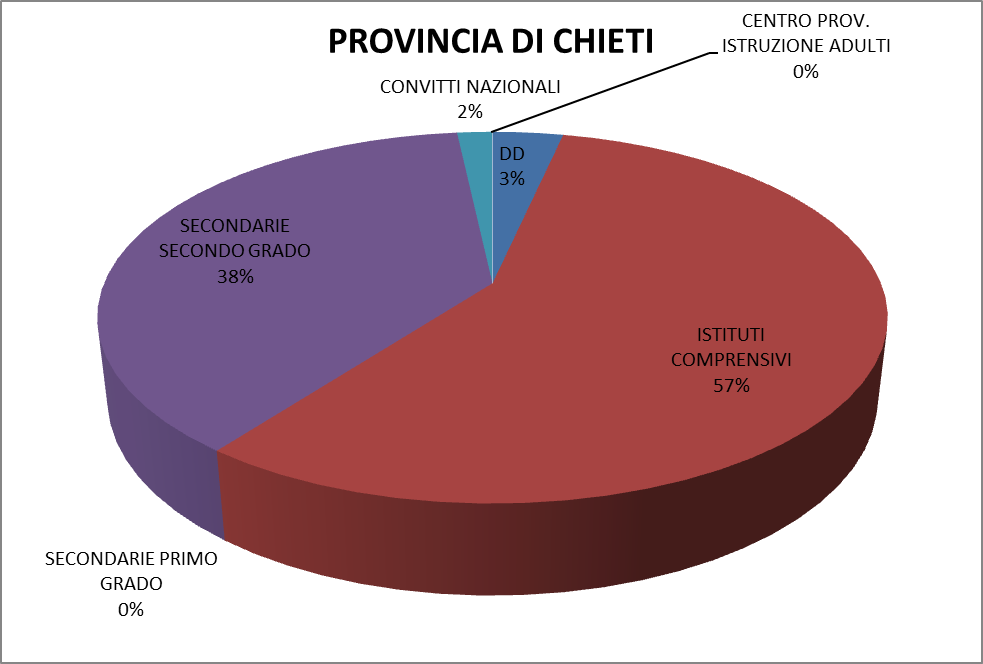 PROVINCIA DI CHIETI
CENTRO PROV.
ISTRUZIONE ADULTI
0%
CONVITTI NAZIONALI
2%
DD
3%
SECONDARIE
SECONDO GRADO
38%
ISTITUTI
COMPRENSIVI
57%
SECONDARIE PRIMO
GRADO
0%